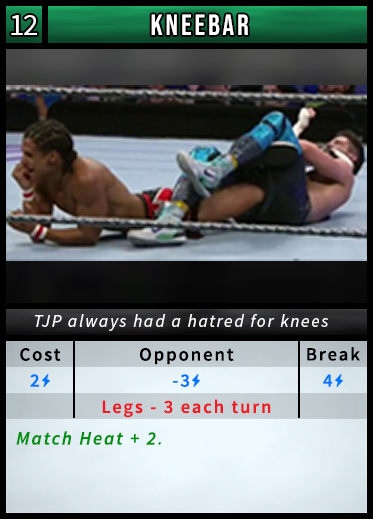 12 KNEEBAR
TJP always had a hatred for knees
Cost Opponent Break
2⚡ -3⚡ 4⚡
Legs - 3 each turn
Match Heat + 2.